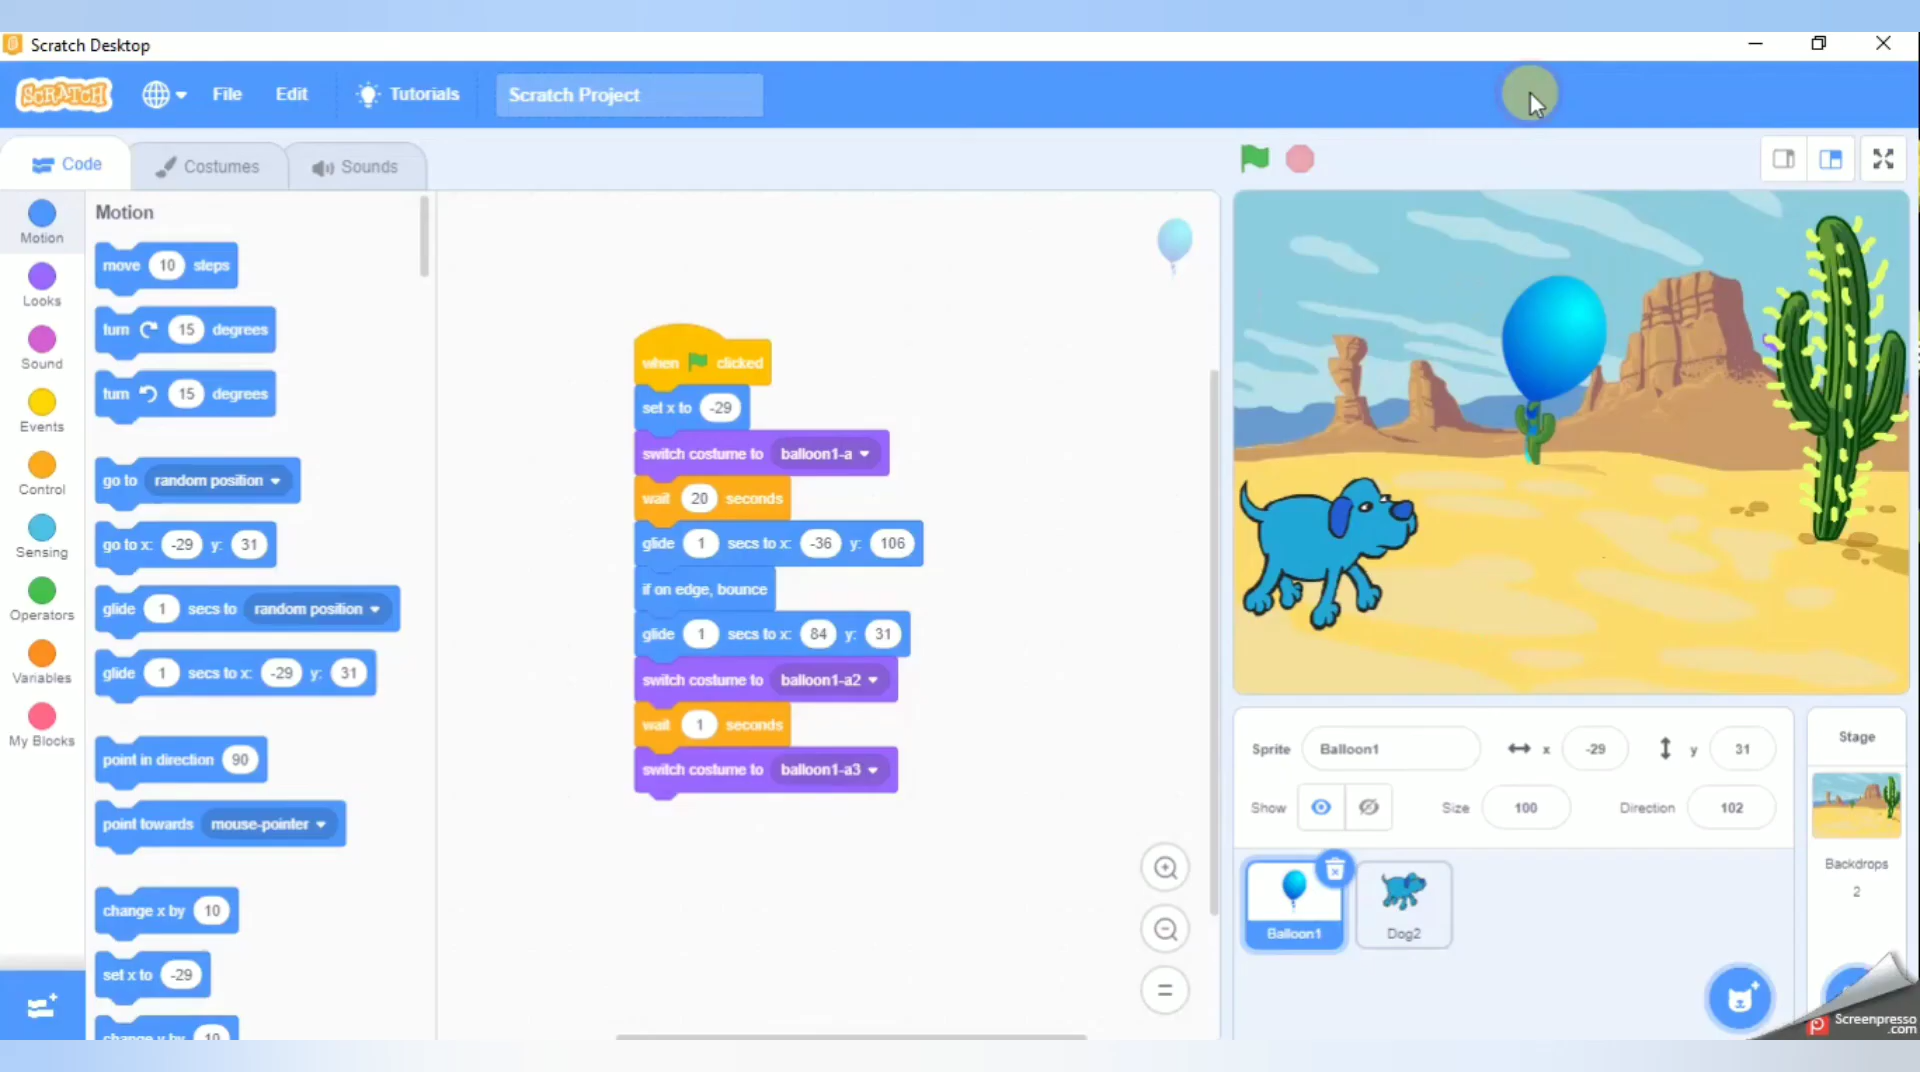 Scratch Desktop
SCRATCH
File
Edit
Tutorials
Scratch Project
Code
Costumes
Sounds
Motion
Looks
Sound
Events
Control
Sensing
Operators
Variables
My Blocks
Motion
move 10 steps
turn 15 degrees
turn 15 degrees
go to random position
go to x: -29 y: 31
glide 1 secs to random position
glide 1 secs to x: -29 y: 31
point in direction 90
point towards mouse-pointer
change x by 10
set x to -29
change y by 10
when clicked
set x to -29
switch costume to balloon1-a
wait 20 seconds
glide 1 secs to x: -36 y: 106
if on edge, bounce
glide 1 secs to x: 84 y: 31
switch costume to balloon1-a2
wait 1 seconds
switch costume to balloon1-a3
Sprite Balloon1 x -29 y 31
Show Size 100 Direction 102
Balloon1
Dog2
Stage
Backdrops
2
Screenpresso
.com